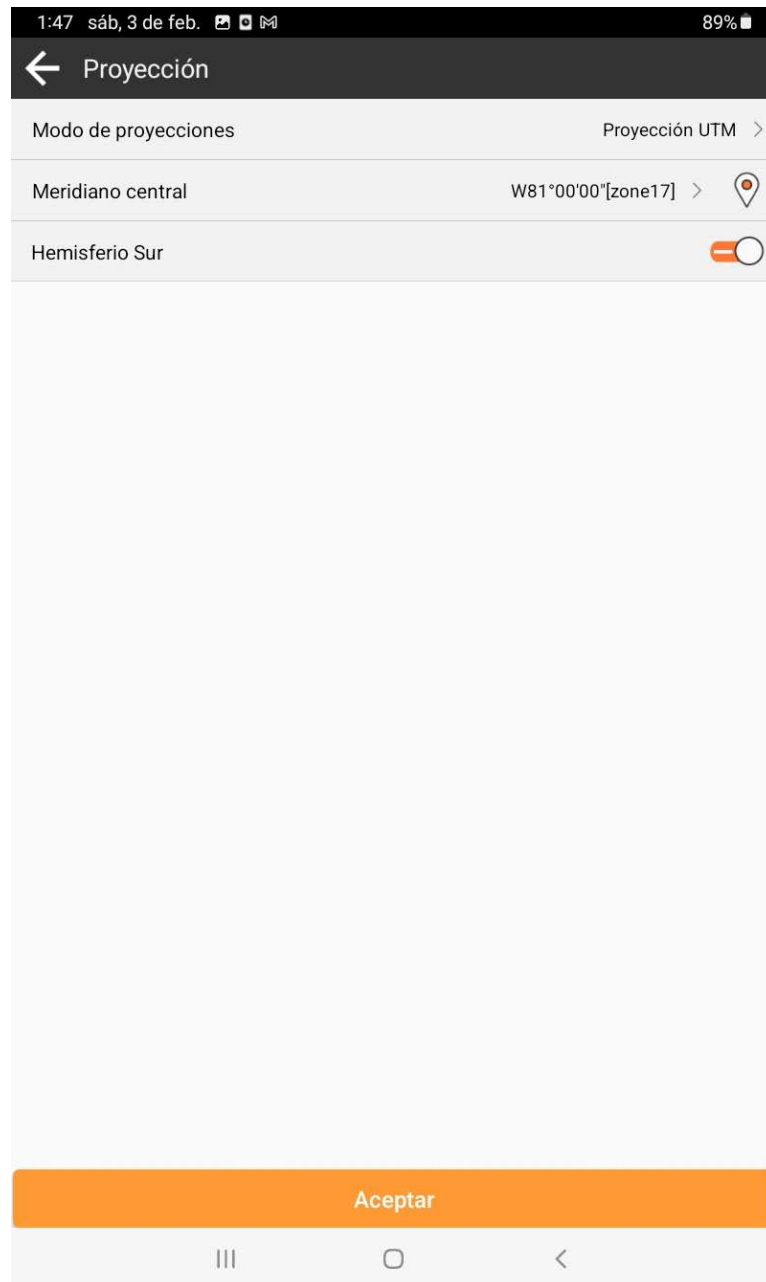 1:47 sáb, 3 de feb. 89%
Proyección
Modo de proyecciones Proyección UTM
Meridiano central W81°00'00"[zone17]
Hemisferio Sur
Aceptar